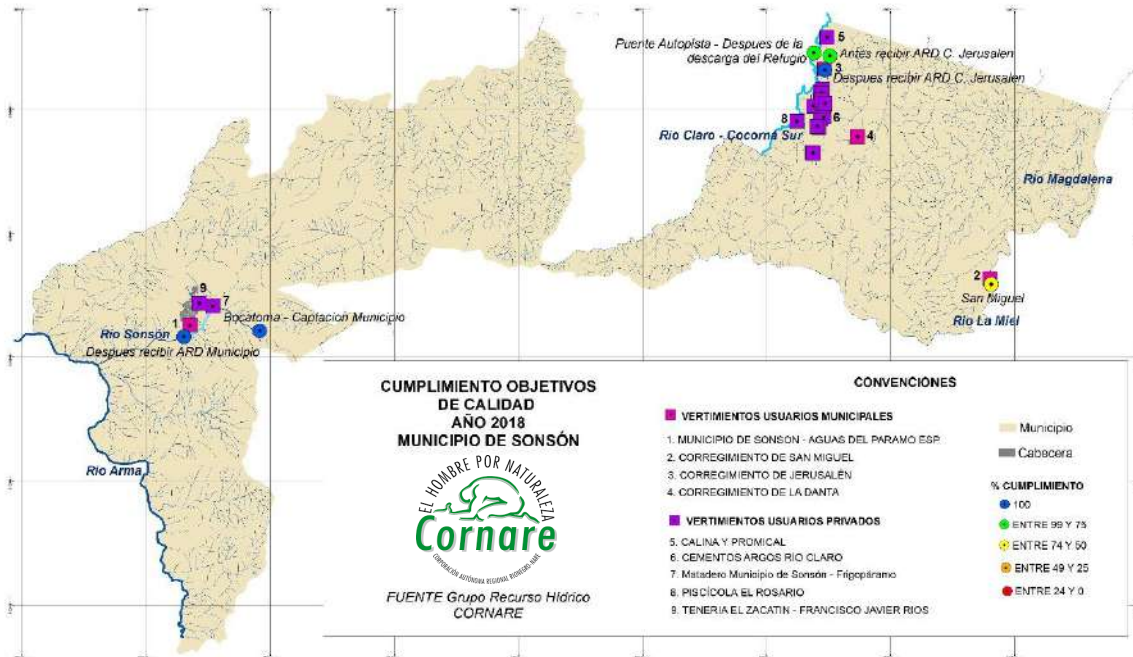 5
Puente Autopista - Despues de la
descarga del Refugio
Antes recibir ARD C. Jerusalen
3
Despues recibir ARD C. Jerusalen
8
6
4
Rio Claro - Cocorna Sur
Rio Magdalena
2
San Miguel
Rio La Miel
9
7
Bocatoma - Captacion Municipio
1
Rio Sonsón
Despues recibir ARD Municipio
Rio Arma
CUMPLIMIENTO OBJETIVOS
DE CALIDAD
AÑO 2018
MUNICIPIO DE SONSÓN
EL HOMBRE POR NATURALEZA
Cornare
CORPORACIÓN AUTÓNOMA REGIONAL RIONEGRO-NARE
FUENTE Grupo Recurso Hídrico
CORNARE
CONVENCIONES
VERTIMIENTOS USUARIOS MUNICIPALES
1. MUNICIPIO DE SONSON - AGUAS DEL PARAMO ESP
2. CORREGIMIENTO DE SAN MIGUEL
3. CORREGIMIENTO DE JERUSALÉN
4. CORREGIMIENTO DE LA DANTA
VERTIMIENTOS USUARIOS PRIVADOS
5. CALINA Y PROMICAL
6. CEMENTOS ARGOS RIO CLARO
7. Matadero Municipio de Sonsón - Frigopáramo
8. PISCÍCOLA EL ROSARIO
9. TENERIA EL ZACATIN - FRANCISCO JAVIER RIOS
Municipio
Cabecera
% CUMPLIMIENTO
100
ENTRE 99 Y 75
ENTRE 74 Y 50
ENTRE 49 Y 25
ENTRE 24 Y 0